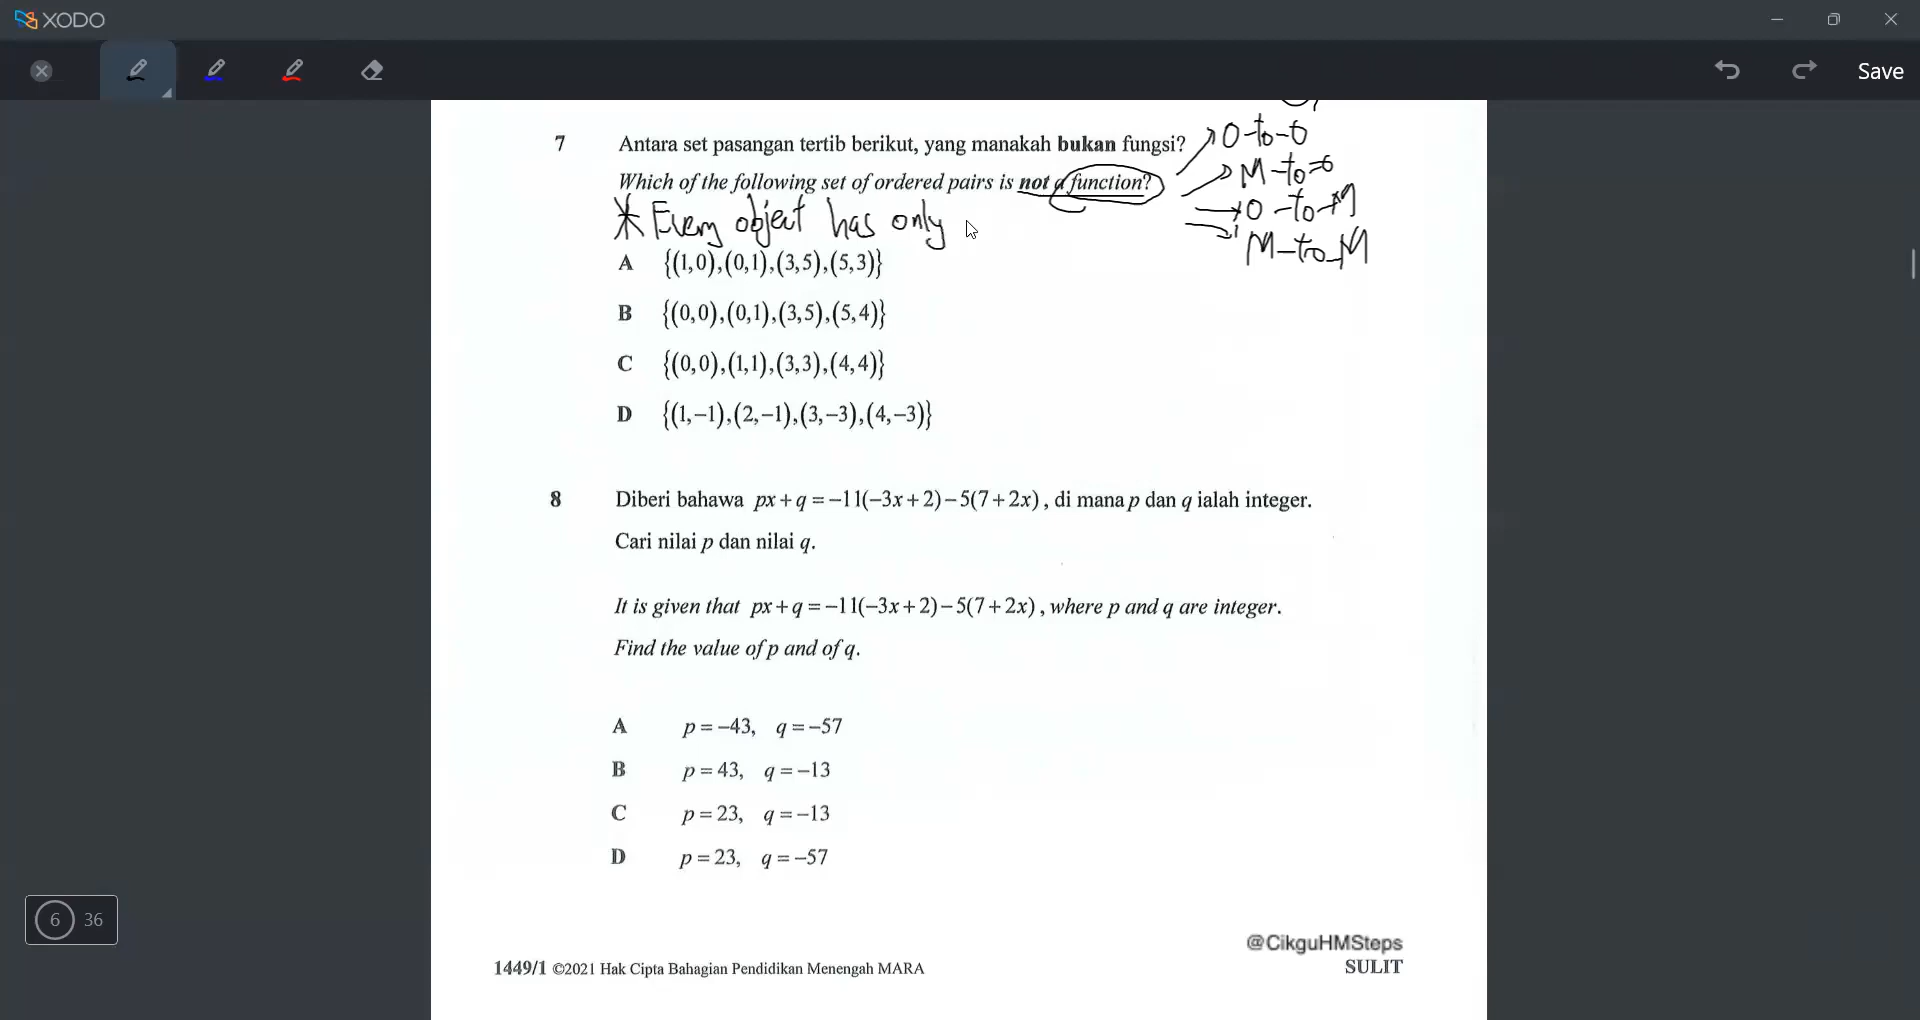 XODO
Save
7 Antara set pasangan tertib berikut, yang manakah bukan fungsi?
O-to-O
Which of the following set of ordered pairs is not a function?
M-to-O
* Every object has only
O-to-M
M-to-M
A {(1,0),(0,1),(3,5),(5,3)}
B {(0,0),(0,1),(3,5),(5,4)}
C {(0,0),(1,1),(3,3),(4,4)}
D {(1,−1),(2,−1),(3,−3),(4,−3)}
8 Diberi bahawa px+q=−11(−3x+2)−5(7+2x), di mana p dan q ialah integer.
Cari nilai p dan nilai q.
It is given that px+q=−11(−3x+2)−5(7+2x), where p and q are integer.
Find the value of p and of q.
A p=−43, q=−57
B p=43, q=−13
C p=23, q=−13
D p=23, q=−57
6 36
@CikguHMSteps
1449/1 ©2021 Hak Cipta Bahagian Pendidikan Menengah MARA
SULIT